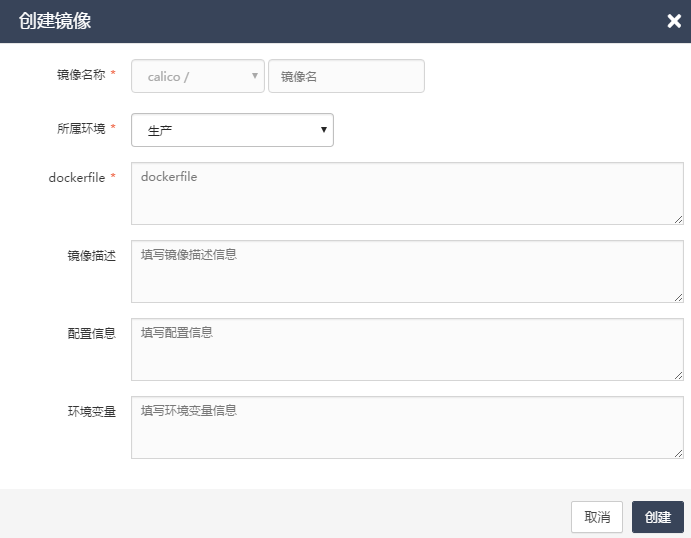 创建镜像
镜像名称 * calico / 镜像名
所属环境 * 生产
dockerfile * dockerfile
镜像描述 填写镜像描述信息
配置信息 填写配置信息
环境变量 填写环境变量信息
取消 创建